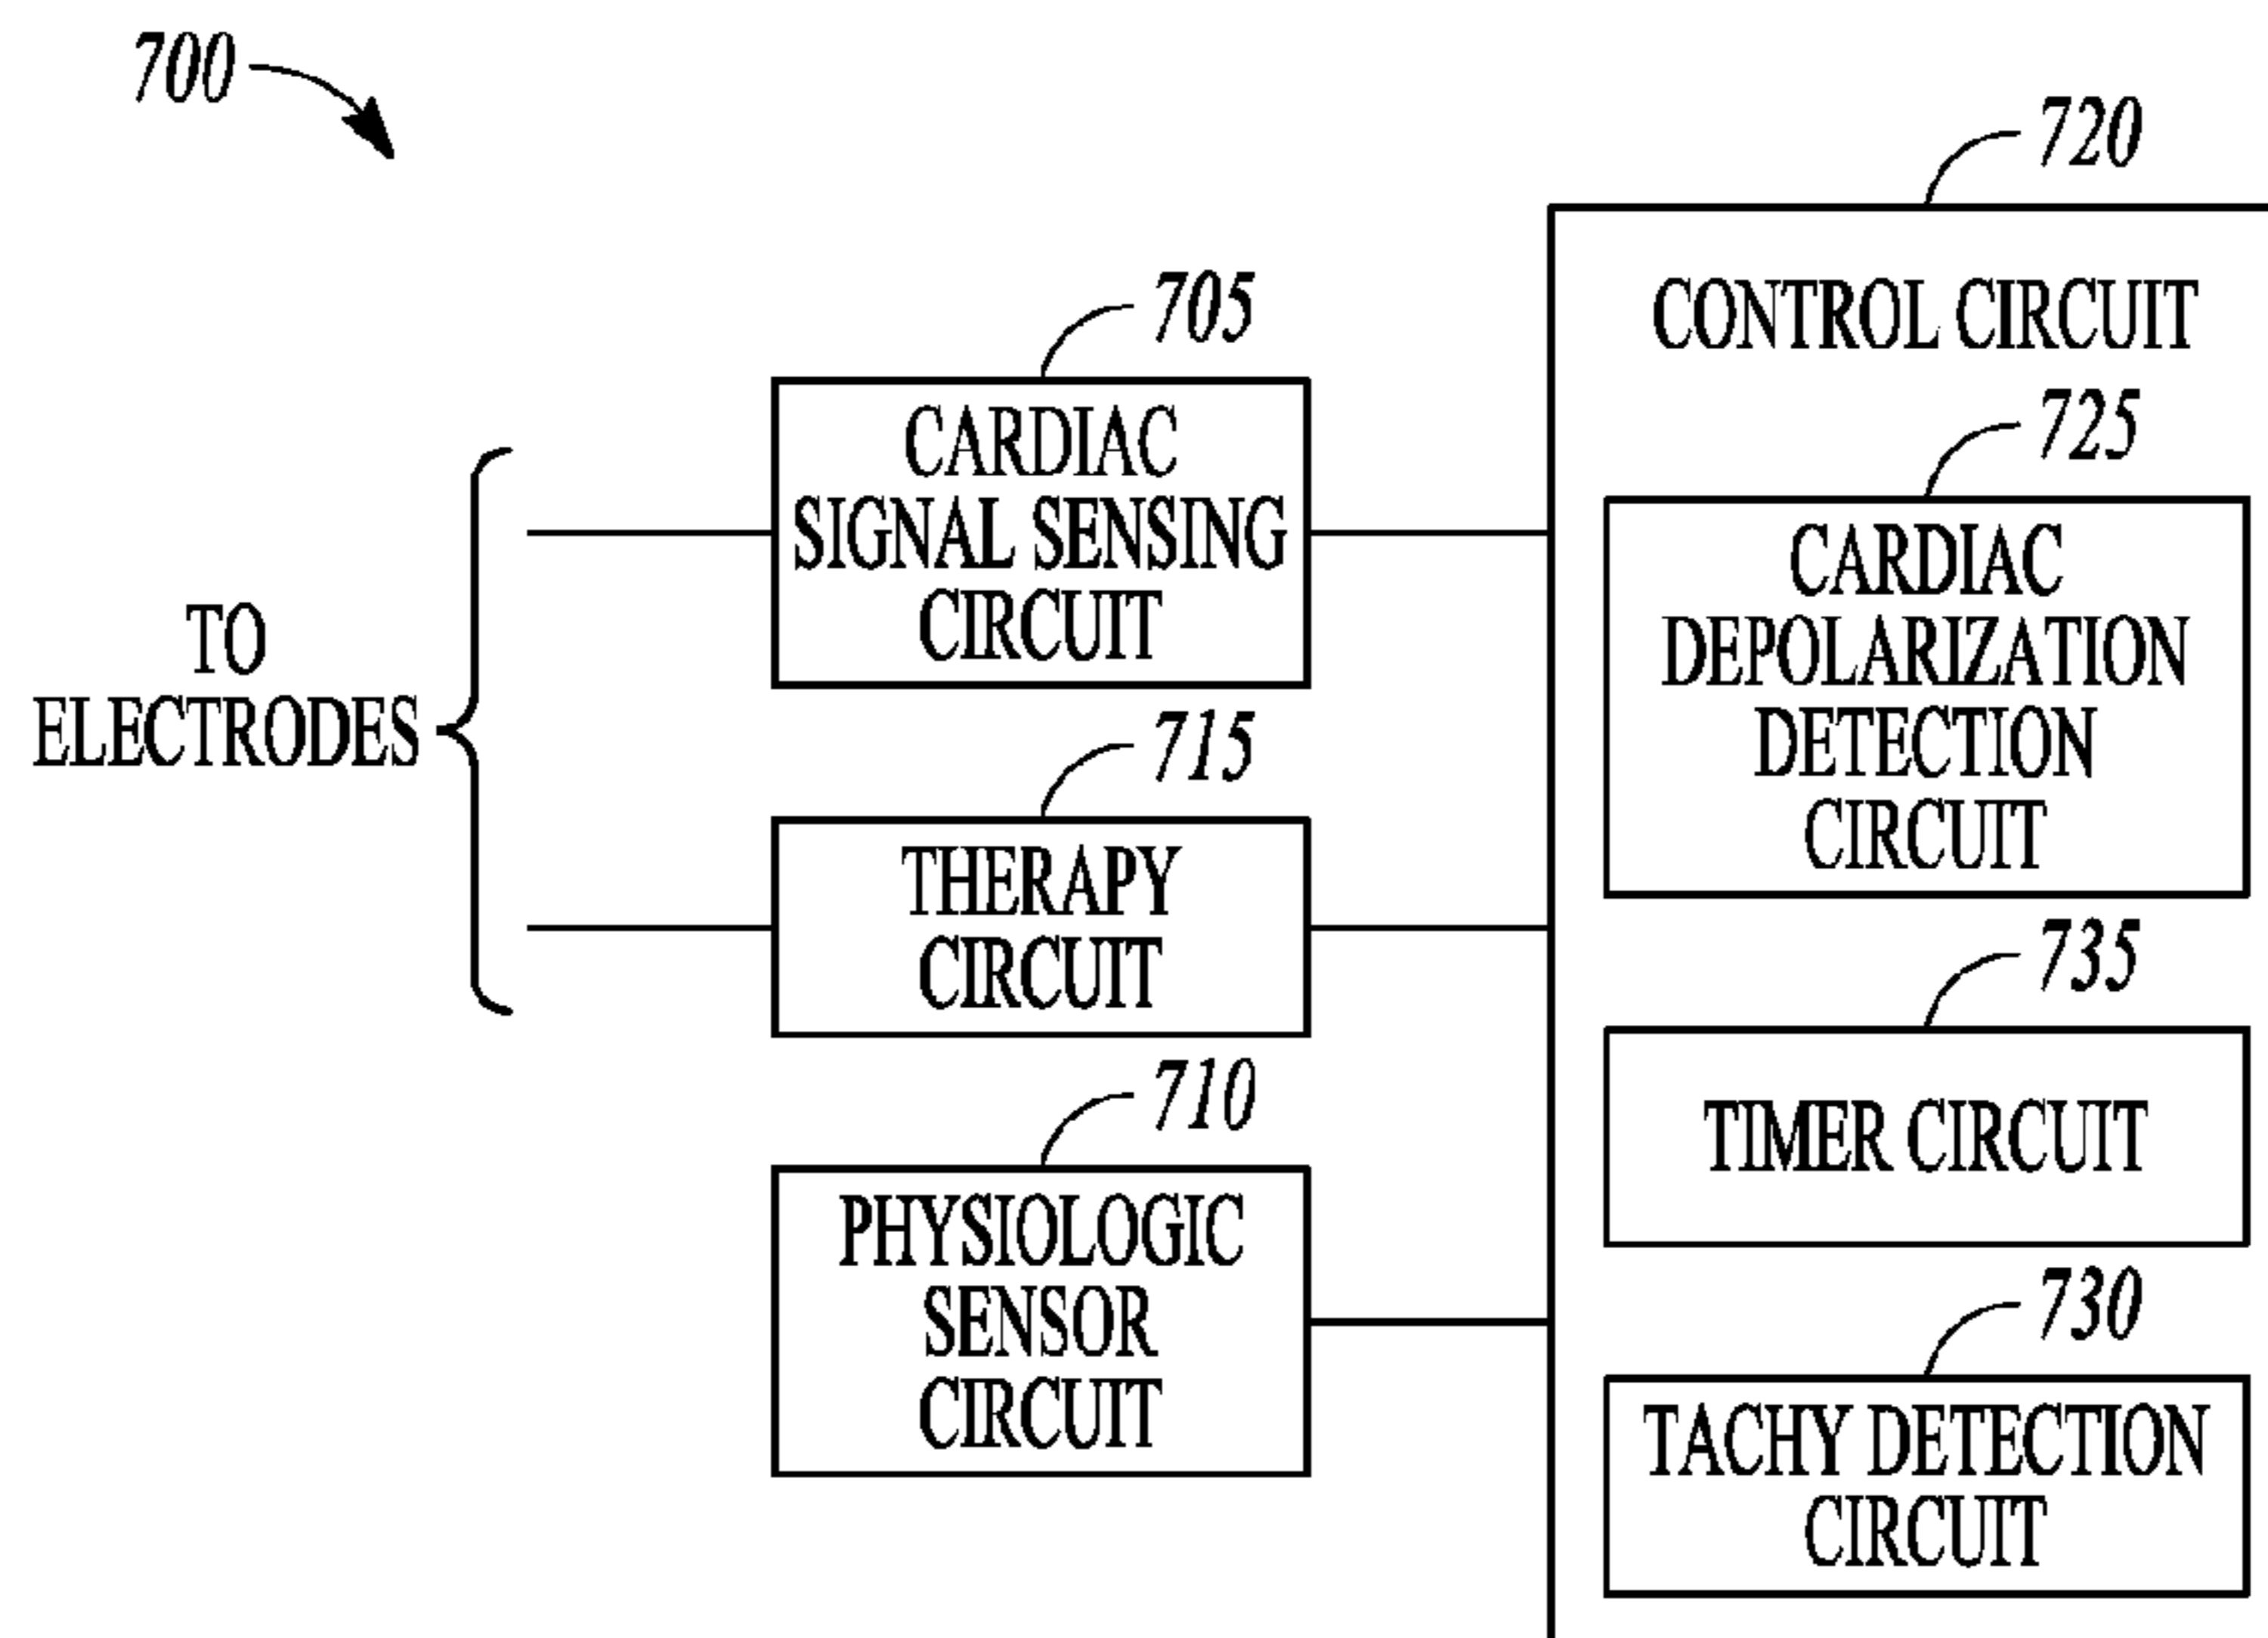 700
720
CONTROL CIRCUIT
705
CARDIAC
SIGNAL SENSING
CIRCUIT
725
CARDIAC
DEPOLARIZATION
DETECTION
CIRCUIT
TO
ELECTRODES
715
THERAPY
CIRCUIT
735
TIMER CIRCUIT
710
PHYSIOLOGIC
SENSOR
CIRCUIT
730
TACHY DETECTION
CIRCUIT